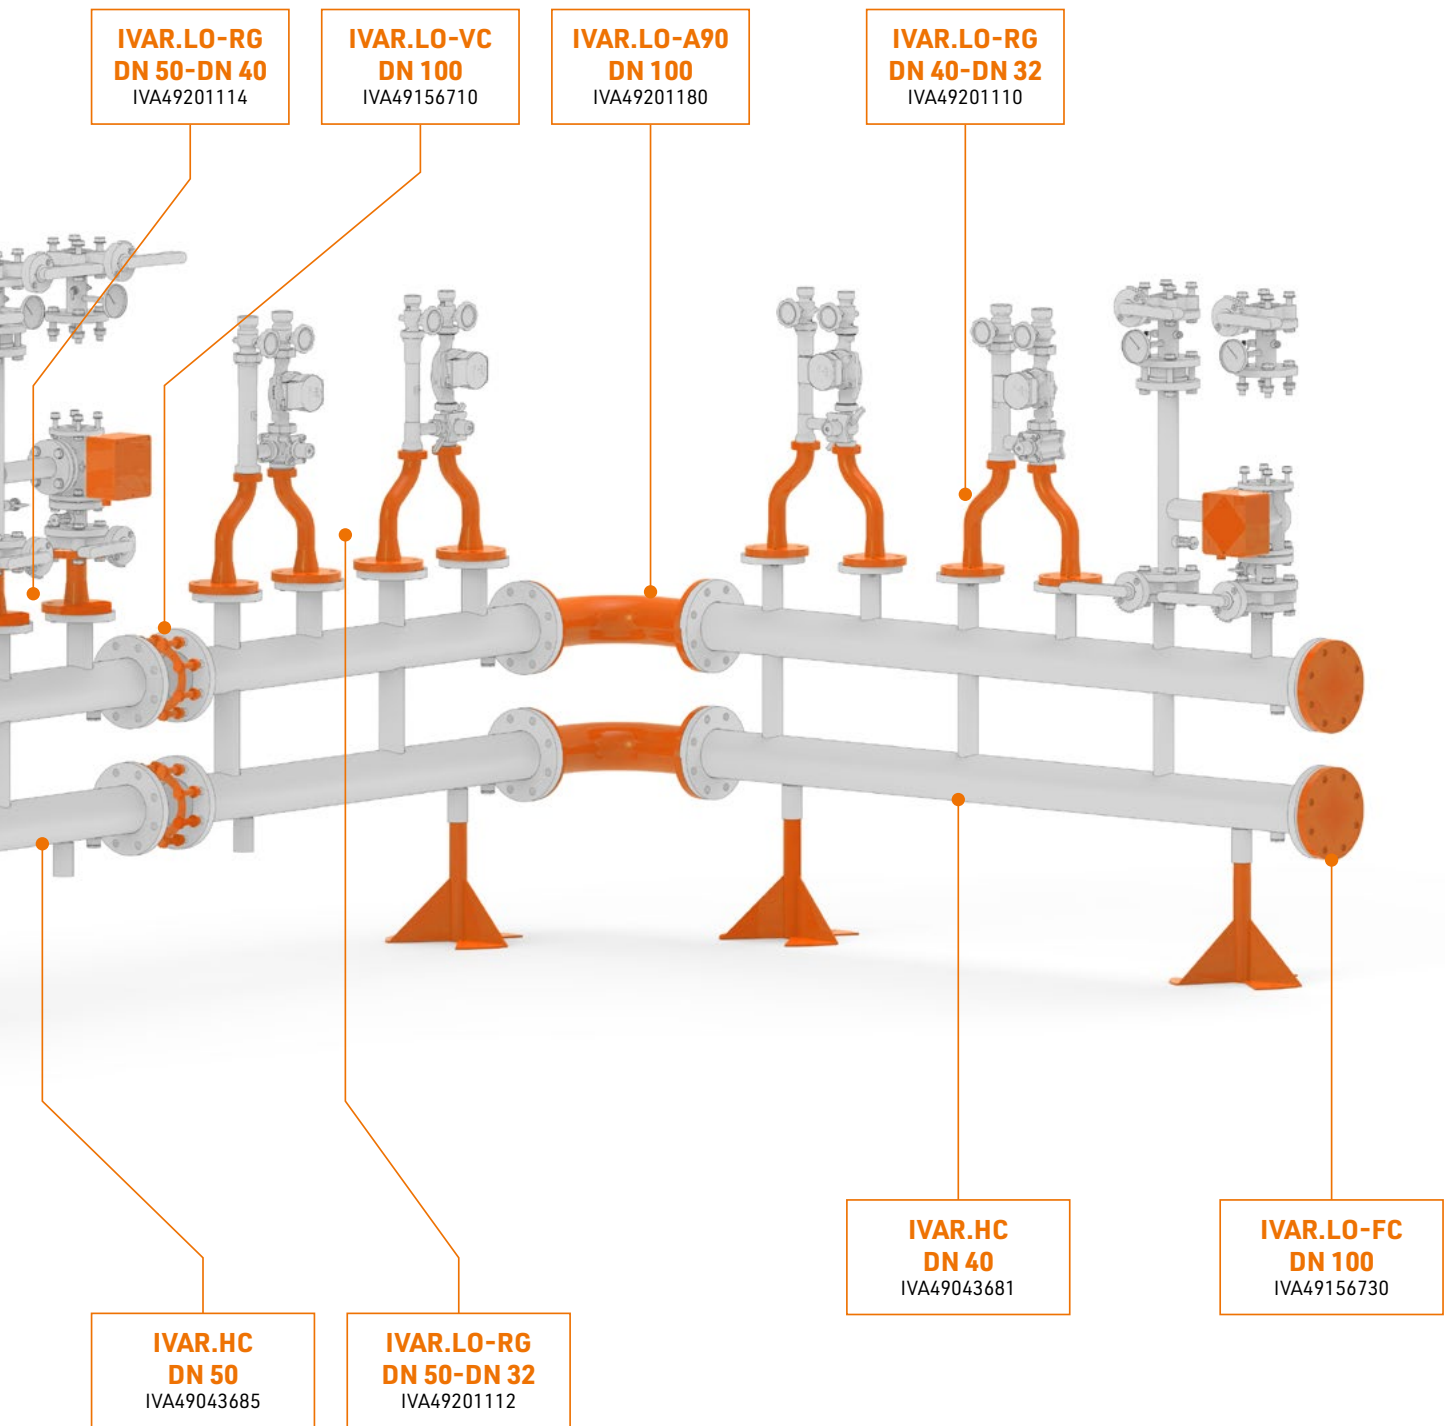 IVAR.LO-RG
DN 50-DN 40
IVA49201114
IVAR.LO-VC
DN 100
IVA49156710
IVAR.LO-A90
DN 100
IVA49201180
IVAR.LO-RG
DN 40-DN 32
IVA49201110
IVAR.HC
DN 40
IVA49043681
IVAR.LO-FC
DN 100
IVA49156730
IVAR.HC
DN 50
IVA49043685
IVAR.LO-RG
DN 50-DN 32
IVA49201112